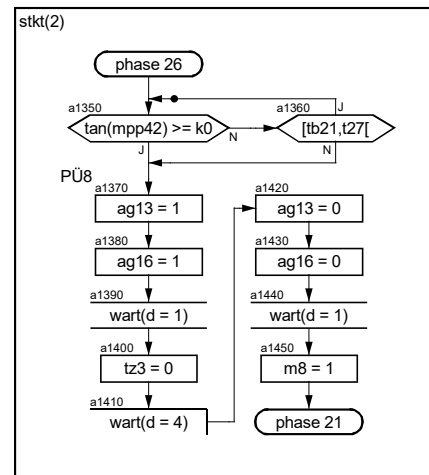 stkt(2)
phase 26
a1350
tan(mpp42) >= k0
N
J
a1360
[tb21,t27[
J
N
PÜ8
a1370
ag13 = 1
a1380
ag16 = 1
a1390
wart(d = 1)
a1400
tz3 = 0
a1410
wart(d = 4)
a1420
ag13 = 0
a1430
ag16 = 0
a1440
wart(d = 1)
a1450
m8 = 1
phase 21